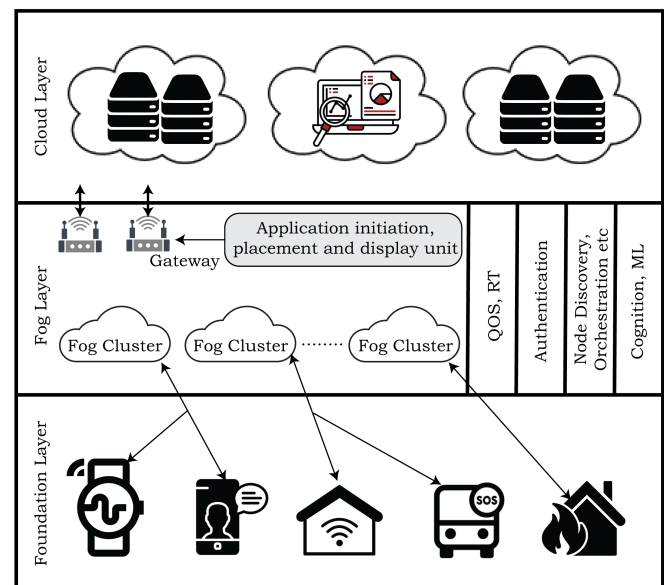 Cloud Layer
Fog Layer
Application initiation,
placement and display unit
Gateway
Fog Cluster
Fog Cluster
........
Fog Cluster
QOS, RT
Authentication
Node Discovery,
Orchestration etc
Cognition, ML
Foundation Layer
SOS